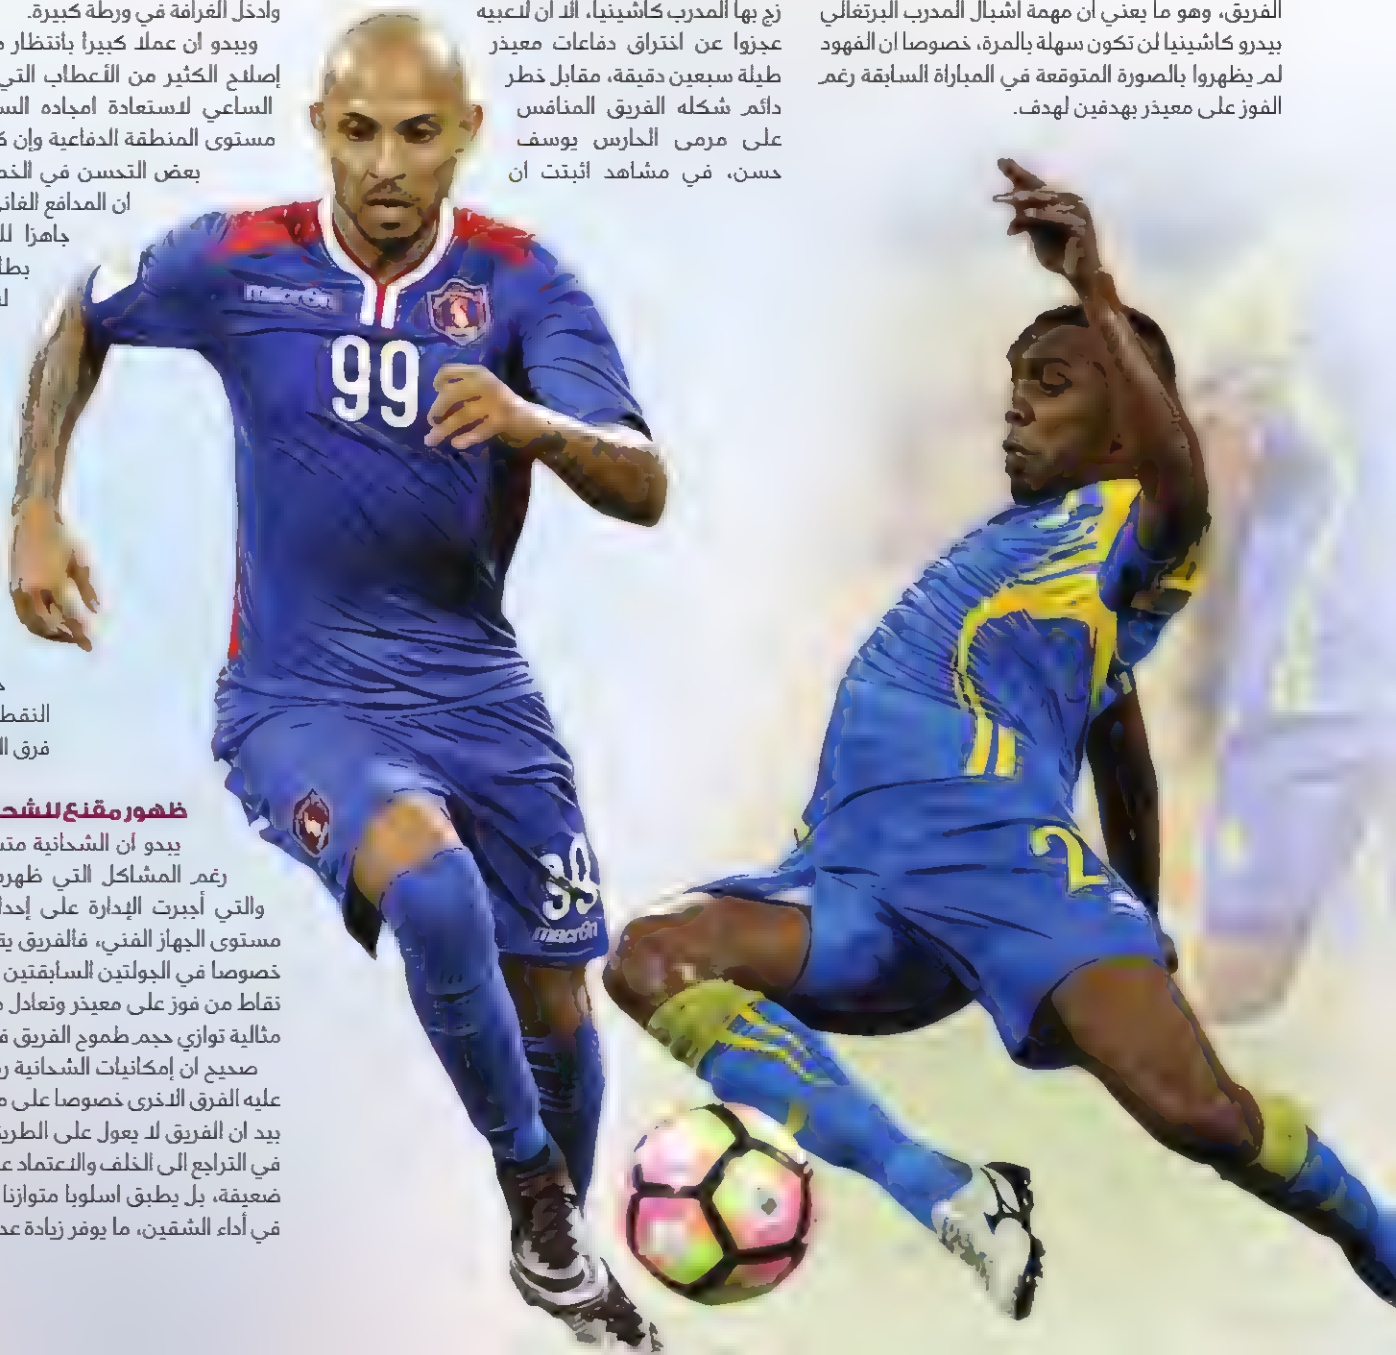 الفريق، وهو ما يعني ان مهمة اشبال المدرب البرتغالي
بيدرو كاشينيا لن تكون سهلة بالمرة، خصوصا ان الفهود
لم يظهروا بالصورة المتوقعة في المباراة السابقة رغم
الفوز على معيذر بهدفين لهدف.
زج بها المدرب كاشينيا، الا ان لاعبيه
عجزوا عن اختراق دفاعات معيذر
طيلة سبعين دقيقة، مقابل خطر
دائم شكله الفريق المنافس
على مرمى الحارس يوسف
حسن، في مشاهد اثبتت ان
وادخل الغرافة في ورطة كبيرة.
ويبدو ان عملا كبيرا بانتظار
إصلاح الكثير من الأعطاب التي
الساعي لاستعادة امجاده
مستوى المنطقة الدفاعية وإن
بعض التحسن في
ان المدافع
جاهزا
النقط
فرق
ظهور مقنع
يبدو ان الشحانية
رغم المشاكل التي
والتي أجبرت الإدارة على
مستوى الجهاز الفني، فالفريق
خصوصا في الجولتين السابقتين
نقاط من فوز على معيذر وتعادل
مثالية توازي حجم طموح الفريق
صحيح ان إمكانيات الشحانية
عليه الفرق الاخرى خصوصا على
بيد ان الفريق لا يعول على
في التراجع الى الخلف والاعتماد
ضعيفة، بل يطبق اسلوبا متوازنا
في أداء الشقين، ما يوفر زيادة
macron
99
99
macron
2